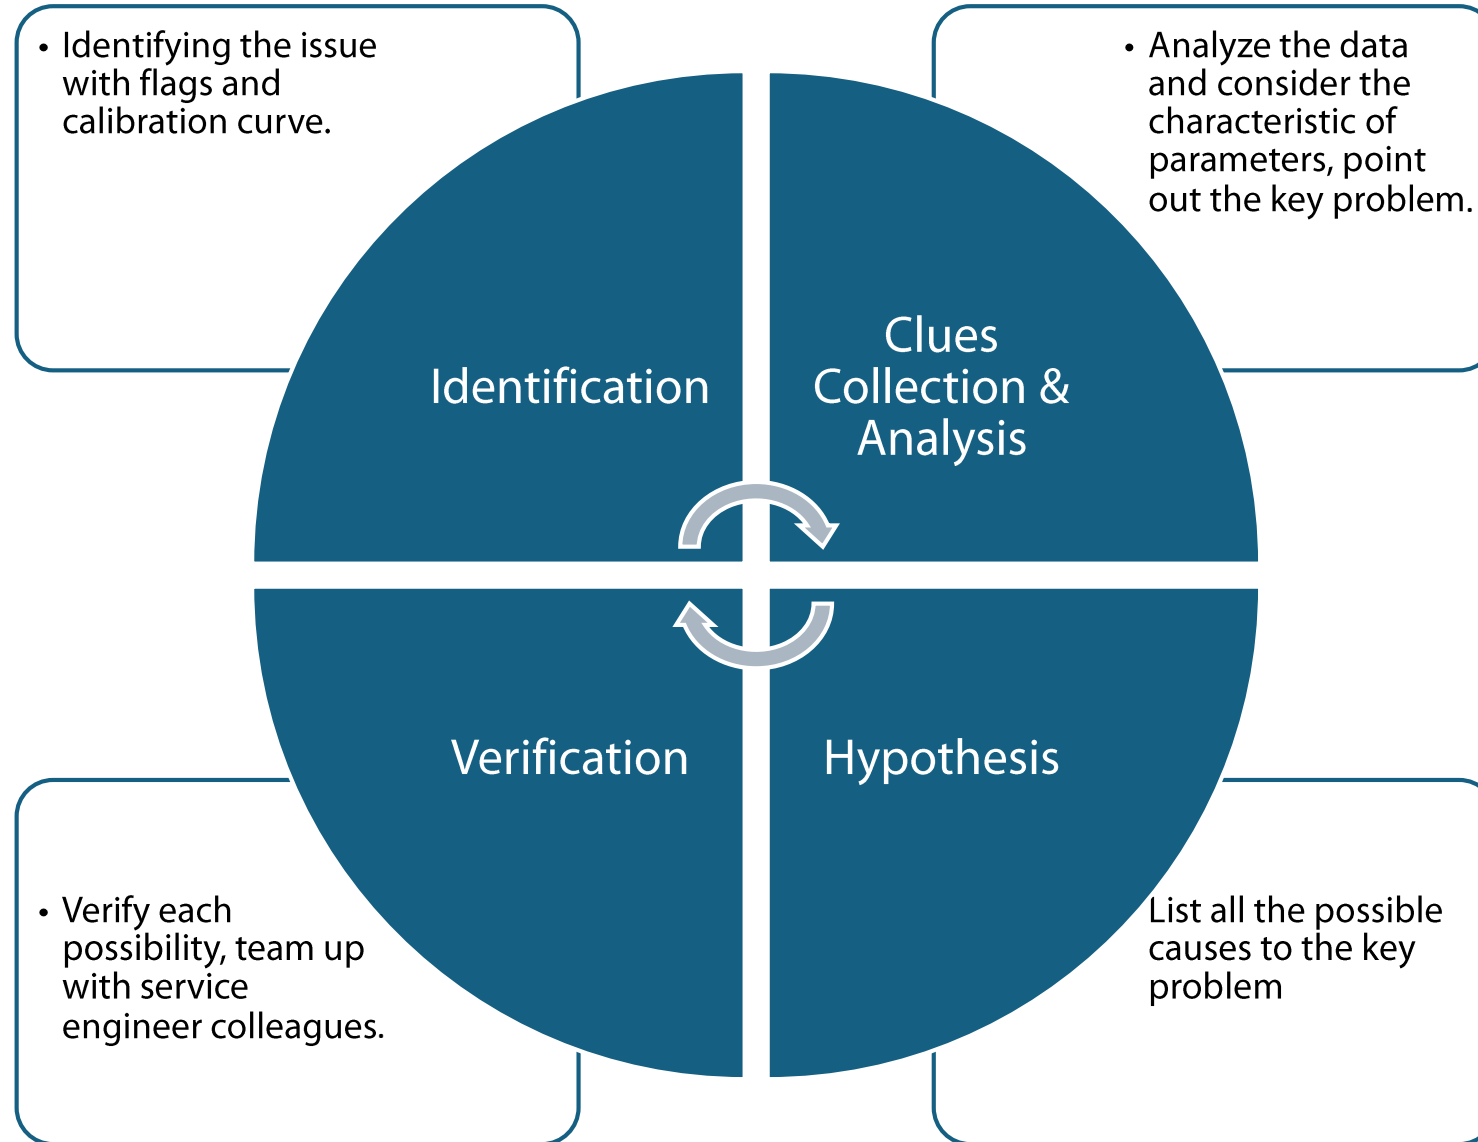 • Identifying the issue
with flags and
calibration curve.
• Analyze the data
and consider the
characteristic of
parameters, point
out the key problem.
Identification
Clues
Collection &
Analysis
Verification
Hypothesis
• Verify each
possibility, team up
with service
engineer colleagues.
List all the possible
causes to the key
problem